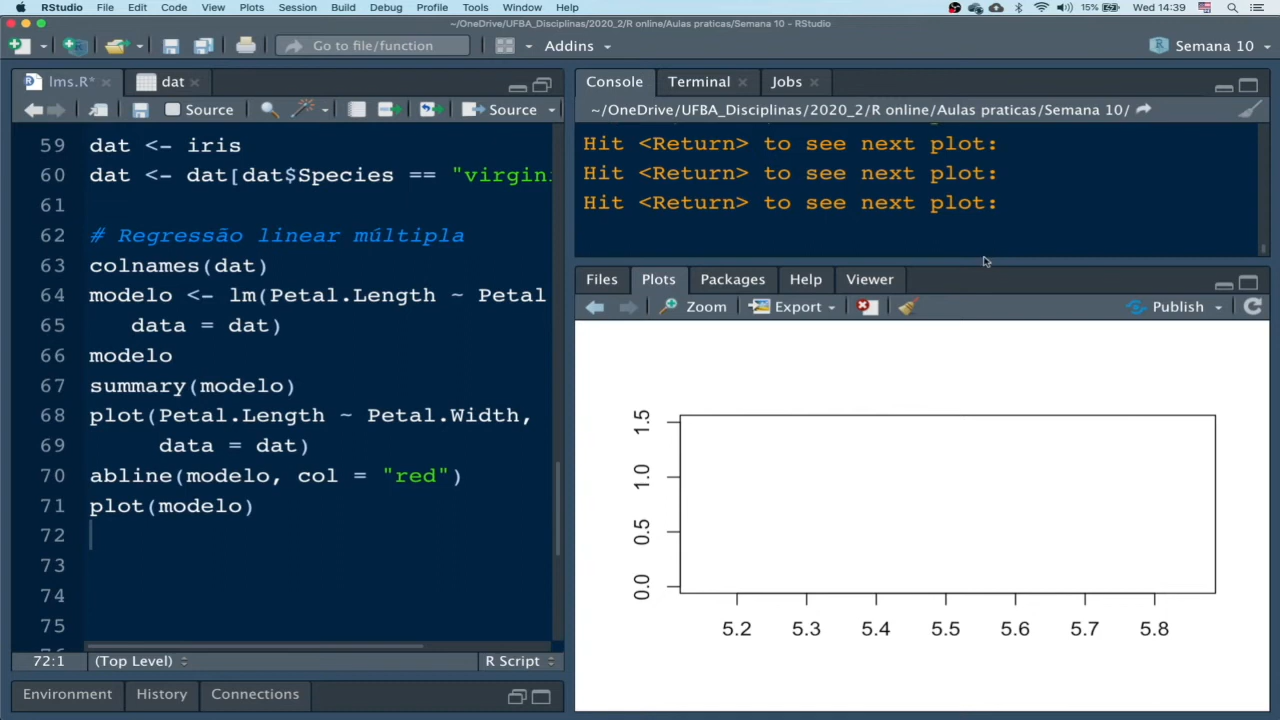 RStudio File Edit Code View Plots Session Build Debug Profile Tools Window Help 15% Wed 14:39
~/OneDrive/UFBA_Disciplinas/2020_2/R online/Aulas praticas/Semana 10 - RStudio
Go to file/function Addins Semana 10
lms.R* dat
Source Source
59 dat <- iris
60 dat <- dat[dat$Species == "virgini
61
62 # Regressão linear múltipla
63 colnames(dat)
64 modelo <- lm(Petal.Length ~ Petal
65 data = dat)
66 modelo
67 summary(modelo)
68 plot(Petal.Length ~ Petal.Width,
69 data = dat)
70 abline(modelo, col = "red")
71 plot(modelo)
72
73
74
75
72:1 (Top Level) R Script
Environment History Connections
Console Terminal Jobs
~/OneDrive/UFBA_Disciplinas/2020_2/R online/Aulas praticas/Semana 10/
Hit <Return> to see next plot:
Hit <Return> to see next plot:
Hit <Return> to see next plot:
Files Plots Packages Help Viewer
Zoom Export Publish
1.5
1.0
0.5
0.0
5.2 5.3 5.4 5.5 5.6 5.7 5.8